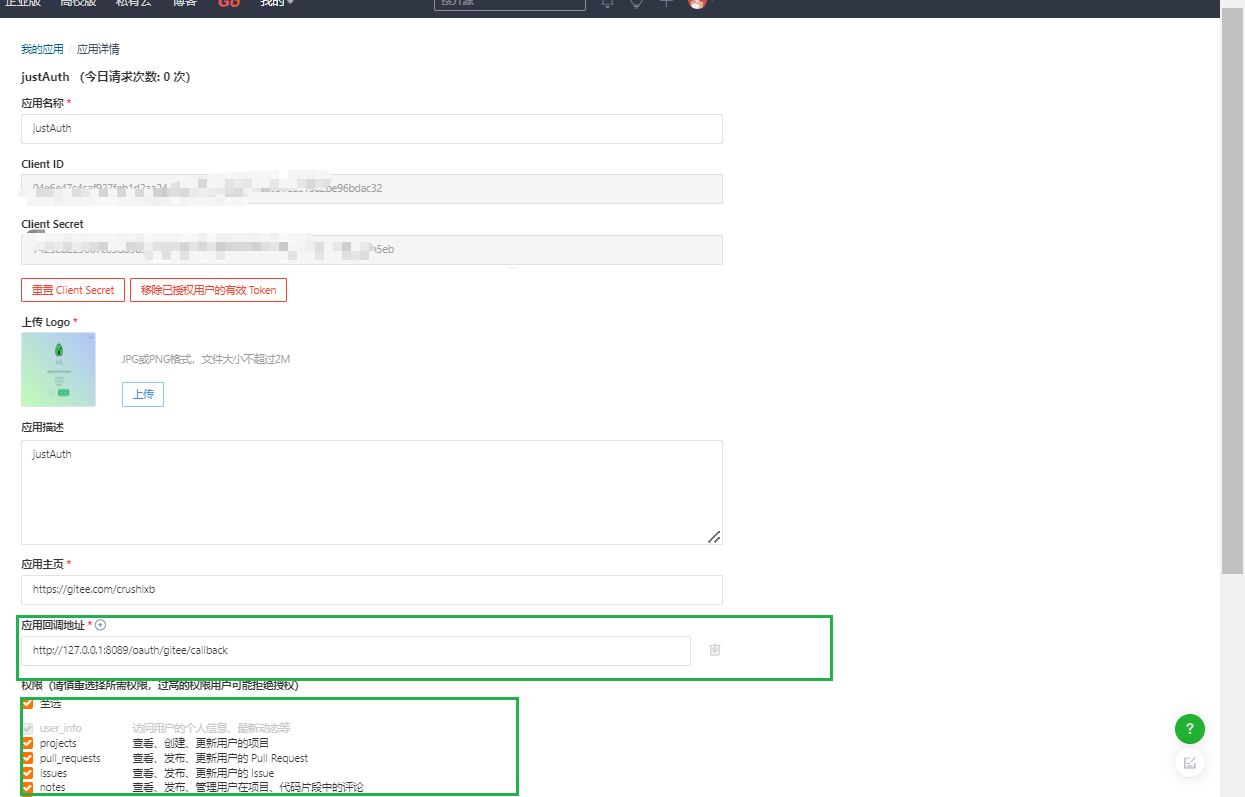 企业版 高校版 私有云 博客 Go 我的
搜开源
我的应用 / 应用详情
justAuth （今日请求次数: 0 次）
应用名称 *
justAuth
Client ID
be96bdac32
Client Secret
5eb
重置 Client Secret 移除已授权用户的有效 Token
上传 Logo *
JPG或PNG格式，文件大小不超过2M
上传
应用描述
justAuth
应用主页 *
https://gitee.com/crushlxb
应用回调地址 *
http://127.0.0.1:8089/oauth/gitee/callback
权限（请慎重选择所需权限，过高的权限用户可能拒绝授权）
全选
user_info 访问用户的个人信息、最新动态等
projects 查看、创建、更新用户的项目
pull_requests 查看、发布、更新用户的 Pull Request
issues 查看、发布、更新用户的 Issue
notes 查看、发布、管理用户在项目、代码片段中的评论
?